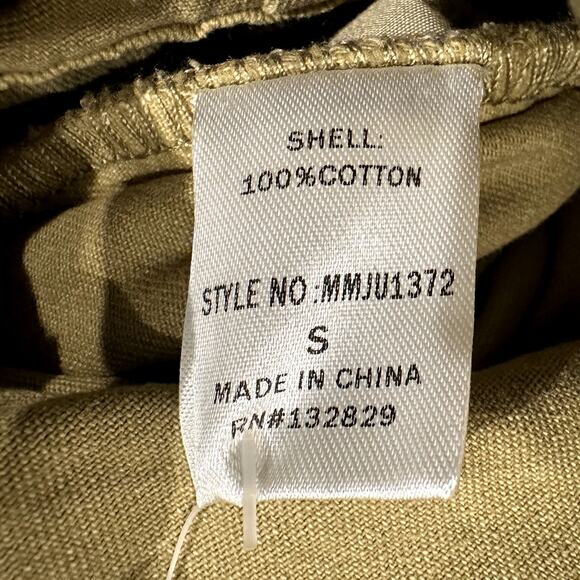 SHELL:
100%COTTON
STYLE NO:MMJU1372
S
MADE IN CHINA
RN#132829